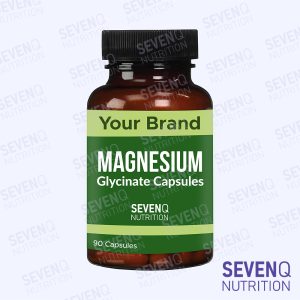 Your Brand
MAGNESIUM
Glycinate Capsules
SEVENQ
NUTRITION
90 Capsules
SEVENQ
NUTRITION